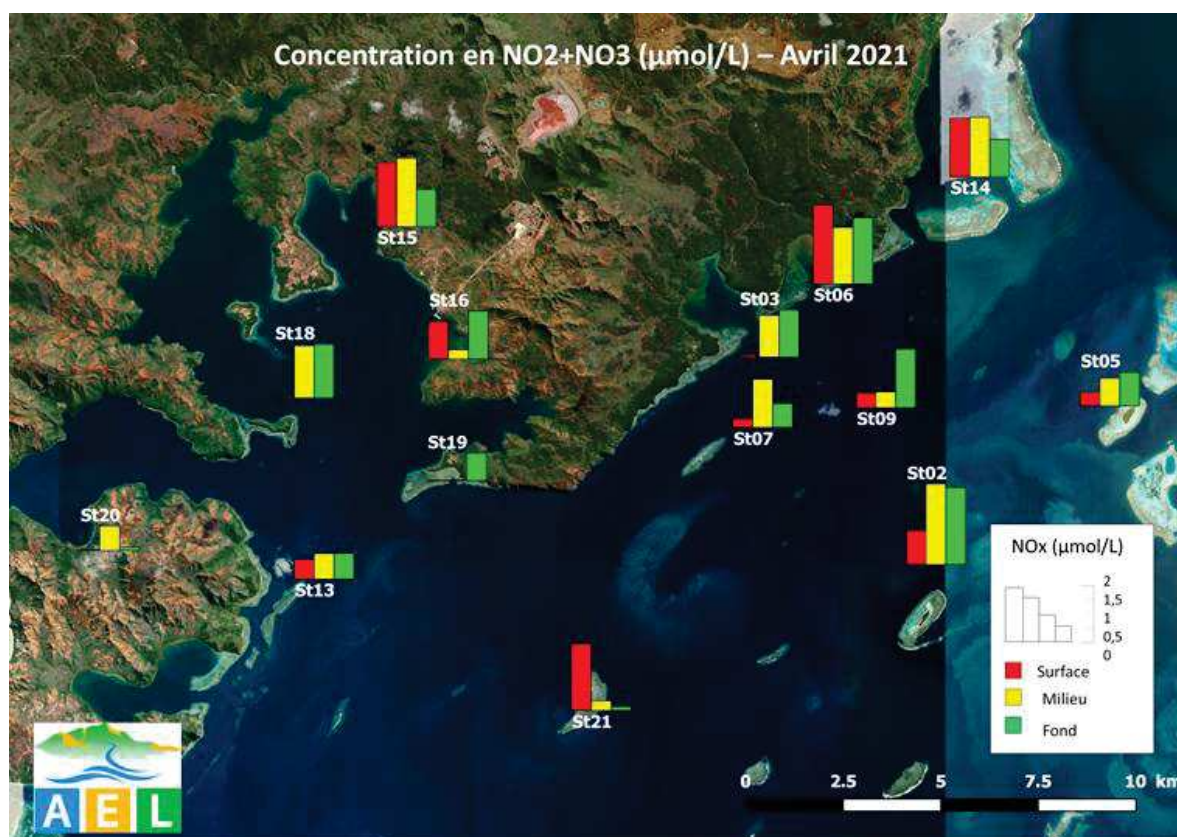 Concentration en NO2+NO3 (µmol/L) – Avril 2021
St14
St15
St06
St16
St03
St18
St05
St09
St07
St19
St02
St20
St13
St21
NOx (µmol/L)
2
1,5
1
0,5
0
Surface
Milieu
Fond
AEL
0 2.5 5 7.5 10 km